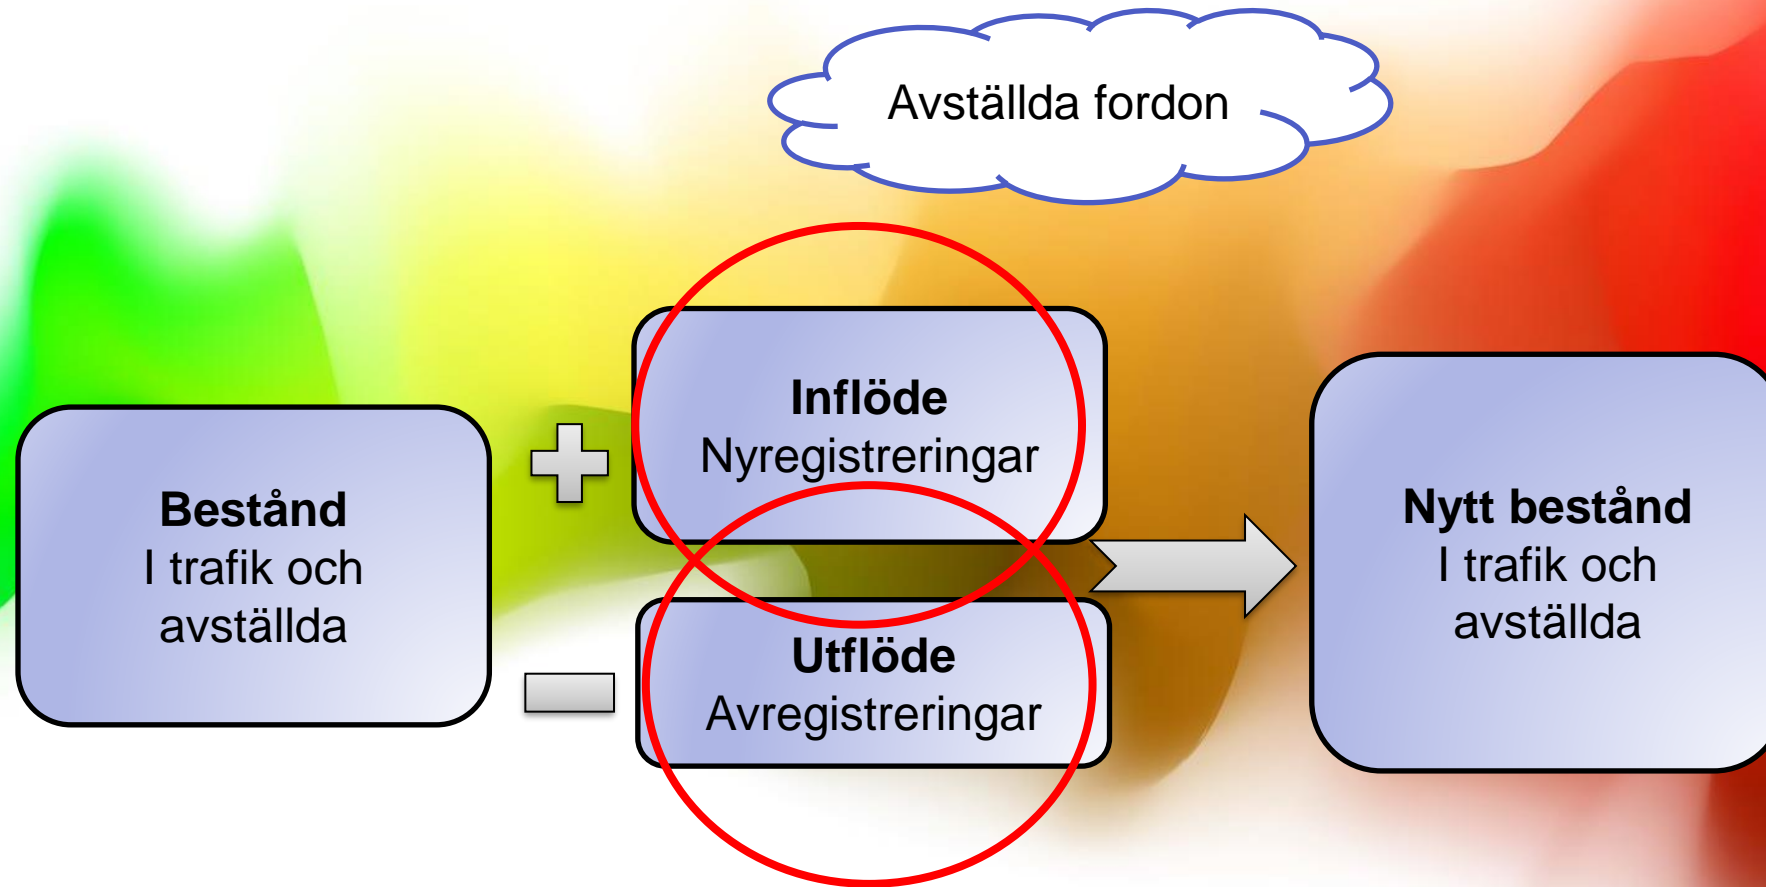 Avställda fordon
Bestånd
I trafik och
avställda
Inflöde
Nyregistreringar
Utflöde
Avregistreringar
Nytt bestånd
I trafik och
avställda